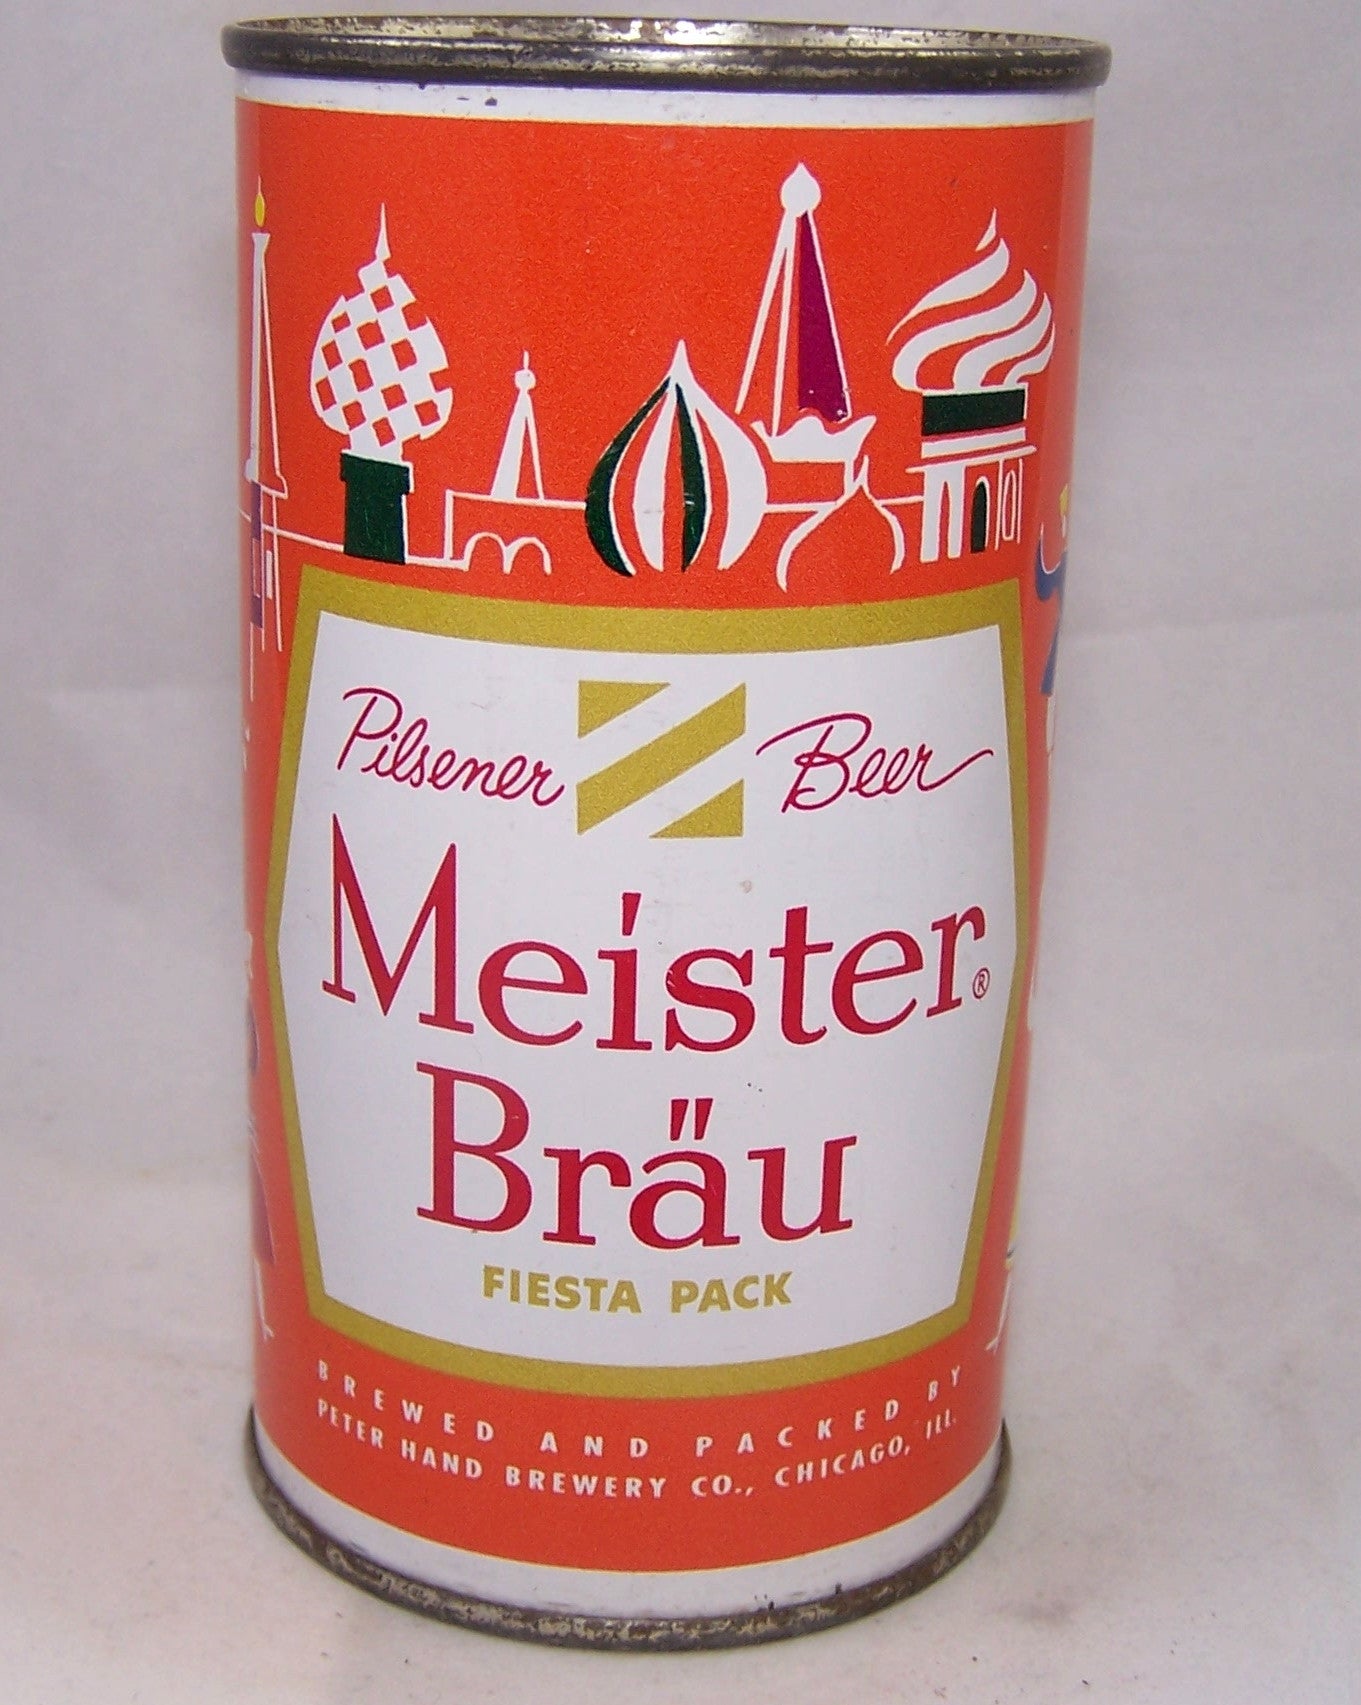 Pilsener Beer
Meister®
Bräu
FIESTA PACK
BREWED AND PACKED BY
PETER HAND BREWERY CO., CHICAGO, ILL.